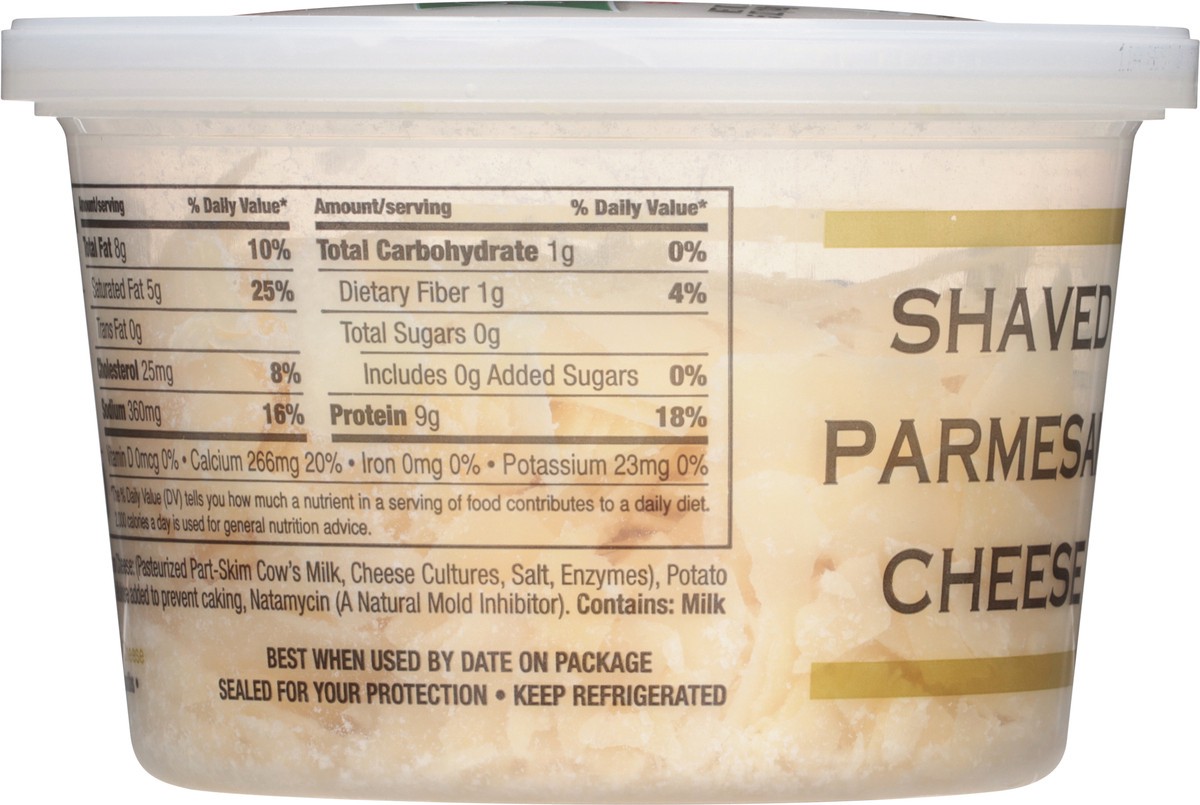 Amount/serving % Daily Value* Amount/serving % Daily Value*
Total Fat 8g 10% Total Carbohydrate 1g 0%
Saturated Fat 5g 25% Dietary Fiber 1g 4%
Trans Fat 0g Total Sugars 0g
Cholesterol 25mg 8% Includes 0g Added Sugars 0%
Sodium 360mg 16% Protein 9g 18%
Vitamin D 0mcg 0% • Calcium 266mg 20% • Iron 0mg 0% • Potassium 23mg 0%
*The % Daily Value (DV) tells you how much a nutrient in a serving of food contributes to a daily diet.
2,000 calories a day is used for general nutrition advice.
Cheese: (Pasteurized Part-Skim Cow's Milk, Cheese Cultures, Salt, Enzymes), Potato
added to prevent caking, Natamycin (A Natural Mold Inhibitor). Contains: Milk
BEST WHEN USED BY DATE ON PACKAGE
SEALED FOR YOUR PROTECTION • KEEP REFRIGERATED
SHAVED
PARMESA
CHEESE